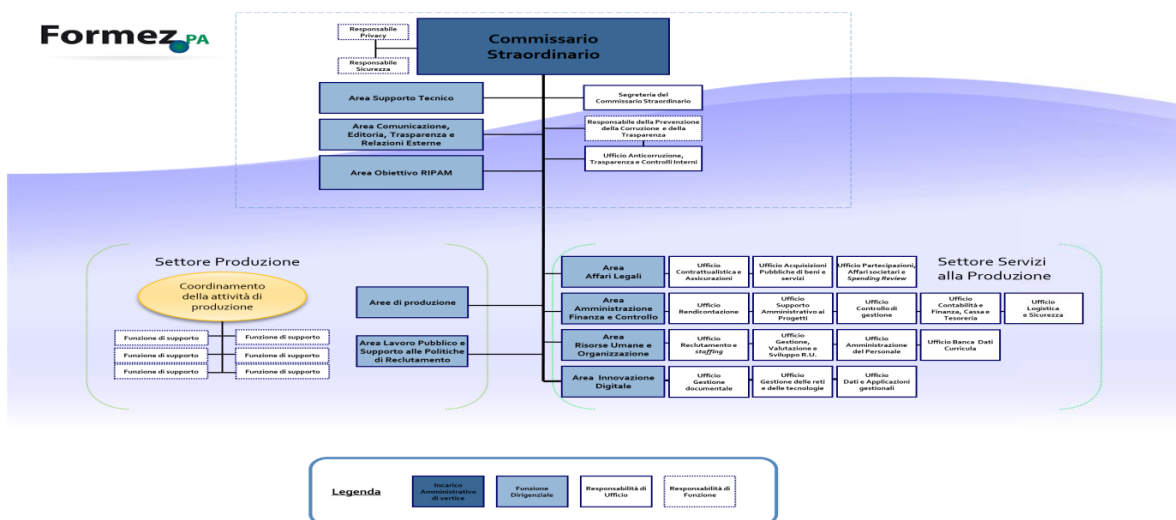 Formez PA
Responsabile
Privacy
Responsabile
Sicurezza
Commissario
Straordinario
Area Supporto Tecnico
Segreteria del
Commissario Straordinario
Area Comunicazione,
Editoria, Trasparenza e
Relazioni Esterne
Responsabile della Prevenzione
della Corruzione e della
Trasparenza
Area Obiettivo RIPAM
Ufficio Anticorruzione,
Trasparenza e Controlli Interni
Settore Produzione
Coordinamento
della attività di
produzione
Funzione di supporto
Funzione di supporto
Funzione di supporto
Funzione di supporto
Funzione di supporto
Funzione di supporto
Aree di produzione
Area Lavoro Pubblico e
Supporto alle Politiche
di Reclutamento
Settore Servizi
alla Produzione
Area
Affari Legali
Ufficio
Contrattualistica e
Assicurazioni
Ufficio Acquisizioni
Pubbliche di beni e
servizi
Ufficio Partecipazioni,
Affari societari e
Spending Review
Area
Amministrazione
Finanza e Controllo
Ufficio
Rendicontazione
Ufficio
Supporto
Amministrativo ai
Progetti
Ufficio
Controllo di
gestione
Ufficio
Contabilità e
Finanza, Cassa e
Tesoreria
Ufficio
Logistica
e Sicurezza
Area
Risorse Umane e
Organizzazione
Ufficio
Reclutamento e
staffing
Ufficio
Gestione,
Valutazione e
Sviluppo R.U.
Ufficio
Amministrazione
del Personale
Ufficio Banca Dati
Curricula
Area Innovazione
Digitale
Ufficio
Gestione
documentale
Ufficio
Gestione delle reti
e delle tecnologie
Ufficio
Dati e Applicazioni
gestionali
Legenda
Incarico
Amministrativo
di vertice
Funzione
Dirigenziale
Responsabilità di
Ufficio
Responsabilità di
Funzione